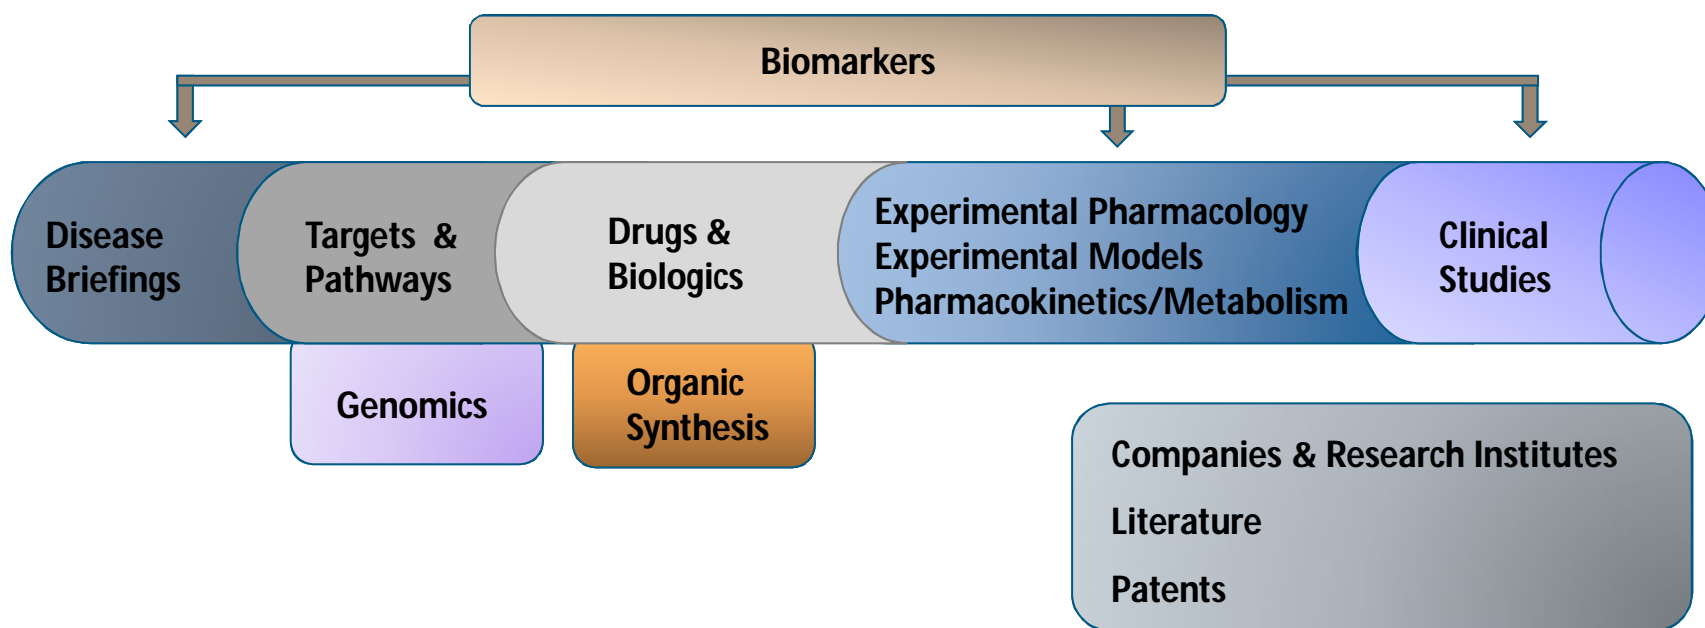 Biomarkers
Disease
Briefings
Targets &
Pathways
Drugs &
Biologics
Experimental Pharmacology
Experimental Models
Pharmacokinetics/Metabolism
Clinical
Studies
Genomics
Organic
Synthesis
Companies & Research Institutes
Literature
Patents